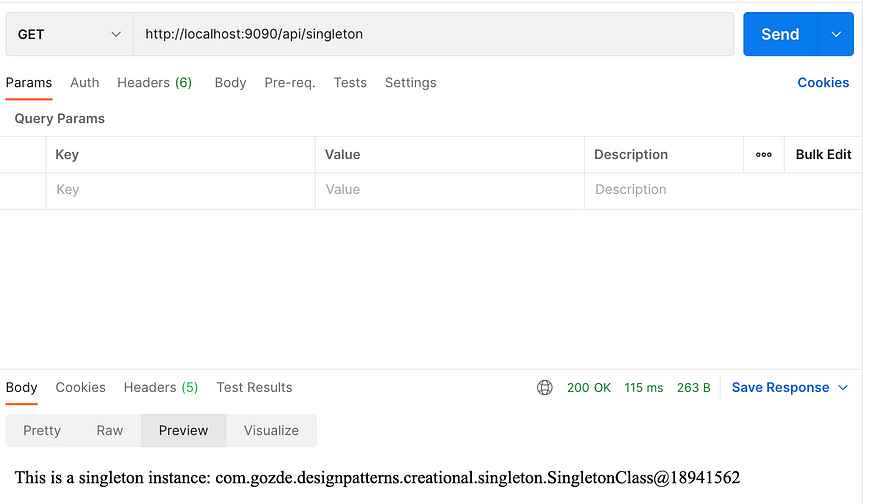 GET http://localhost:9090/api/singleton Send
Params Auth Headers (6) Body Pre-req. Tests Settings Cookies
Query Params
Key Value Description ooo Bulk Edit
Key Value Description
Body Cookies Headers (5) Test Results 200 OK 115 ms 263 B Save Response
Pretty Raw Preview Visualize
This is a singleton instance: com.gozde.designpatterns.creational.singleton.SingletonClass@18941562